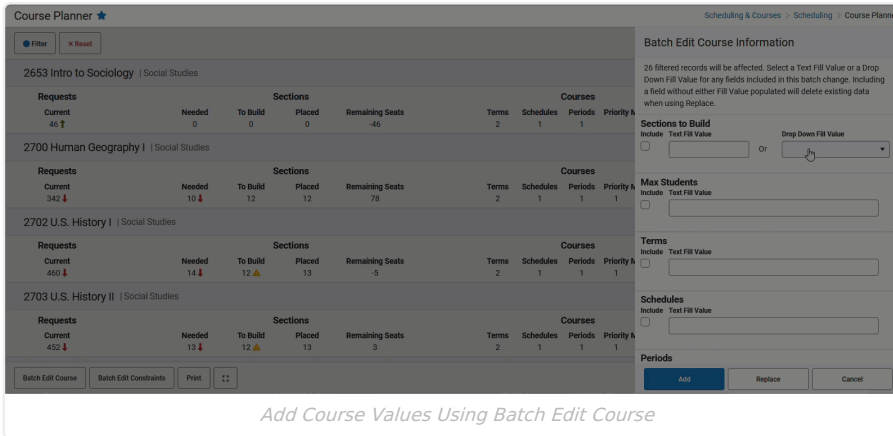 Course Planner
Scheduling & Courses > Scheduling > Course Planne
Filter
× Reset
2653 Intro to Sociology | Social Studies
Requests Sections Courses
Current Needed To Build Placed Remaining Seats Terms Schedules Periods Priority M
46 0 0 0 -46 2 1 1
2700 Human Geography I | Social Studies
Requests Sections Courses
Current Needed To Build Placed Remaining Seats Terms Schedules Periods Priority M
342 10 12 12 78 2 1 1 1
2702 U.S. History I | Social Studies
Requests Sections Courses
Current Needed To Build Placed Remaining Seats Terms Schedules Periods Priority M
460 14 12 13 -5 2 1 1 1
2703 U.S. History II | Social Studies
Requests Sections Courses
Current Needed To Build Placed Remaining Seats Terms Schedules Periods Priority M
452 13 12 13 3 2 1 1 1
Batch Edit Course Batch Edit Constraints Print
Batch Edit Course Information
26 filtered records will be affected. Select a Text Fill Value or a Drop
Down Fill Value for any fields included in this batch change. Including
a field without either Fill Value populated will delete existing data
when using Replace.
Sections to Build
Include Text Fill Value Drop Down Fill Value
Or
Max Students
Include Text Fill Value
Terms
Include Text Fill Value
Schedules
Include Text Fill Value
Periods
Add Replace Cancel
Add Course Values Using Batch Edit Course